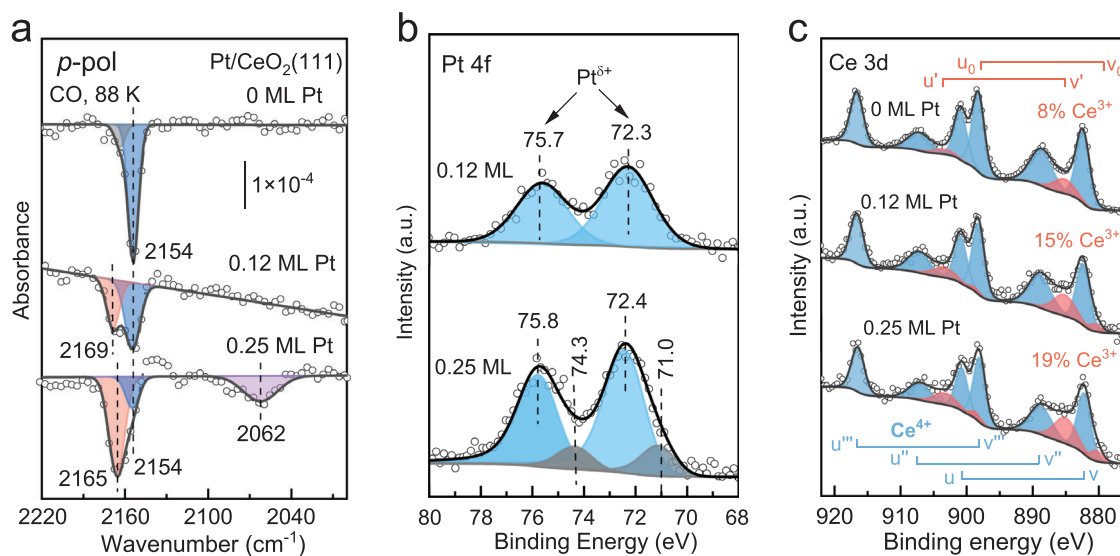 a
p-pol
Pt/CeO₂(111)
CO, 88 K
0 ML Pt
1×10⁻⁴
2154
0.12 ML Pt
2169
0.25 ML Pt
2062
2165
2154
Absorbance
2220 2160 2100 2040
Wavenumber (cm⁻¹)
b
Pt 4f
Ptδ⁺
75.7 72.3
0.12 ML
75.8 74.3 72.4 71.0
0.25 ML
Intensity (a.u.)
80 78 76 74 72 70 68
Binding Energy (eV)
c
Ce 3d
u₀ v₀
u' v'
0 ML Pt
8% Ce³⁺
0.12 ML Pt
15% Ce³⁺
0.25 ML Pt
19% Ce³⁺
Ce⁴⁺
u''' v'''
u'' v''
u v
Intensity (a.u.)
920 910 900 890 880
Binding energy (eV)